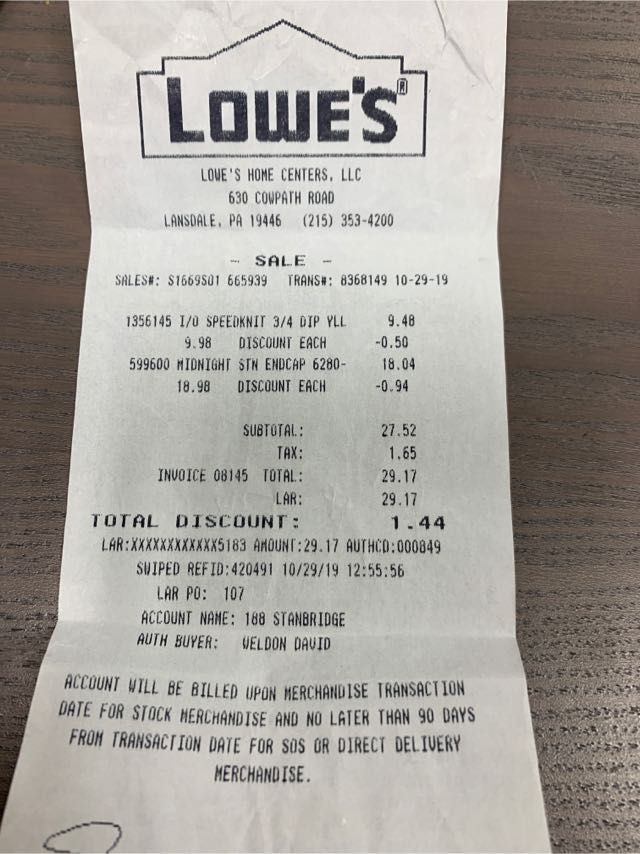 LOWE'S®
LOWE'S HOME CENTERS, LLC
630 COWPATH ROAD
LANSDALE, PA 19446 (215) 353-4200
- SALE -
SALES#: S1669S01 665939 TRANS#: 8368149 10-29-19
1356145 I/O SPEEDKNIT 3/4 DIP YLL 9.48
9.98 DISCOUNT EACH -0.50
599600 MIDNIGHT STN ENDCAP 6280- 18.04
18.98 DISCOUNT EACH -0.94
SUBTOTAL: 27.52
TAX: 1.65
INVOICE 08145 TOTAL: 29.17
LAR: 29.17
TOTAL DISCOUNT: 1.44
LAR:XXXXXXXXXXXX5183 AMOUNT:29.17 AUTHCD:000849
SWIPED REFID:420491 10/29/19 12:55:56
LAR PO: 107
ACCOUNT NAME: 188 STANBRIDGE
AUTH BUYER: WELDON DAVID
ACCOUNT WILL BE BILLED UPON MERCHANDISE TRANSACTION
DATE FOR STOCK MERCHANDISE AND NO LATER THAN 90 DAYS
FROM TRANSACTION DATE FOR SOS OR DIRECT DELIVERY
MERCHANDISE.